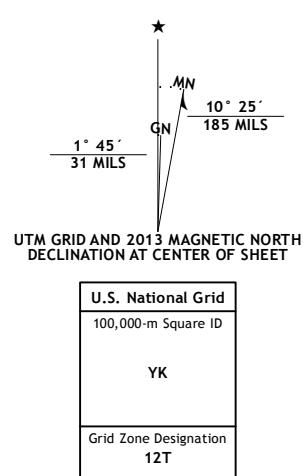 MN
GN
10° 25´
185 MILS
1° 45´
31 MILS
UTM GRID AND 2013 MAGNETIC NORTH
DECLINATION AT CENTER OF SHEET
U.S. National Grid
100,000-m Square ID
YK
Grid Zone Designation
12T